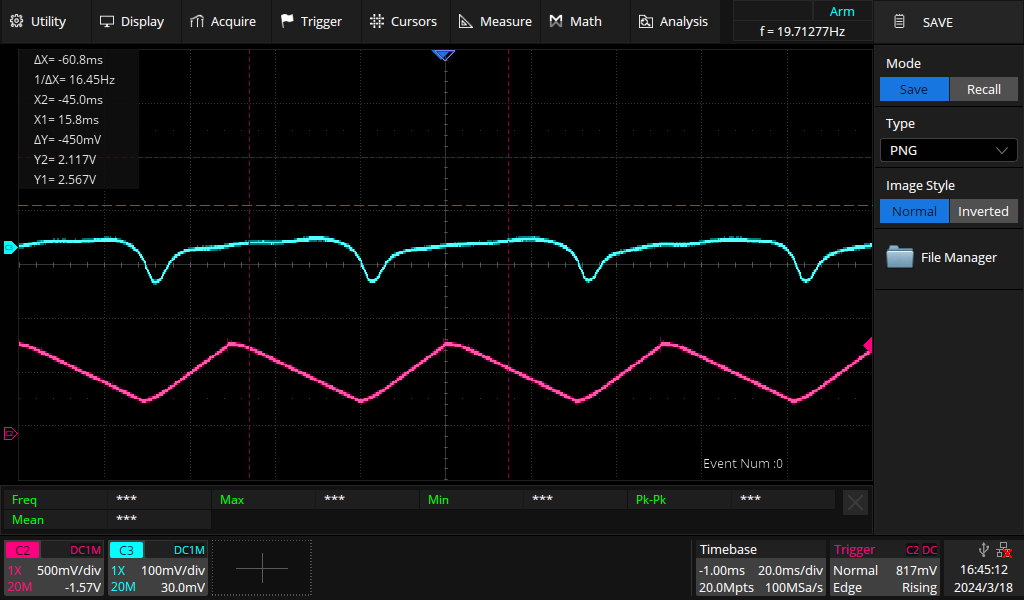 Utility Display Acquire Trigger Cursors Measure Math Analysis Arm SAVE
f = 19.71277Hz
ΔX= -60.8ms
1/ΔX= 16.45Hz
X2= -45.0ms
X1= 15.8ms
ΔY= -450mV
Y2= 2.117V
Y1= 2.567V
Mode
Save Recall
Type
PNG
Image Style
Normal Inverted
File Manager
Event Num :0
Freq *** Max *** Min *** Pk-Pk ***
Mean ***
C2 DC1M C3 DC1M Timebase Trigger C2 DC
1X 500mV/div 1X 100mV/div -1.00ms 20.0ms/div Normal 817mV 16:45:12
20M -1.57V 20M 30.0mV 20.0Mpts 100MSa/s Edge Rising 2024/3/18